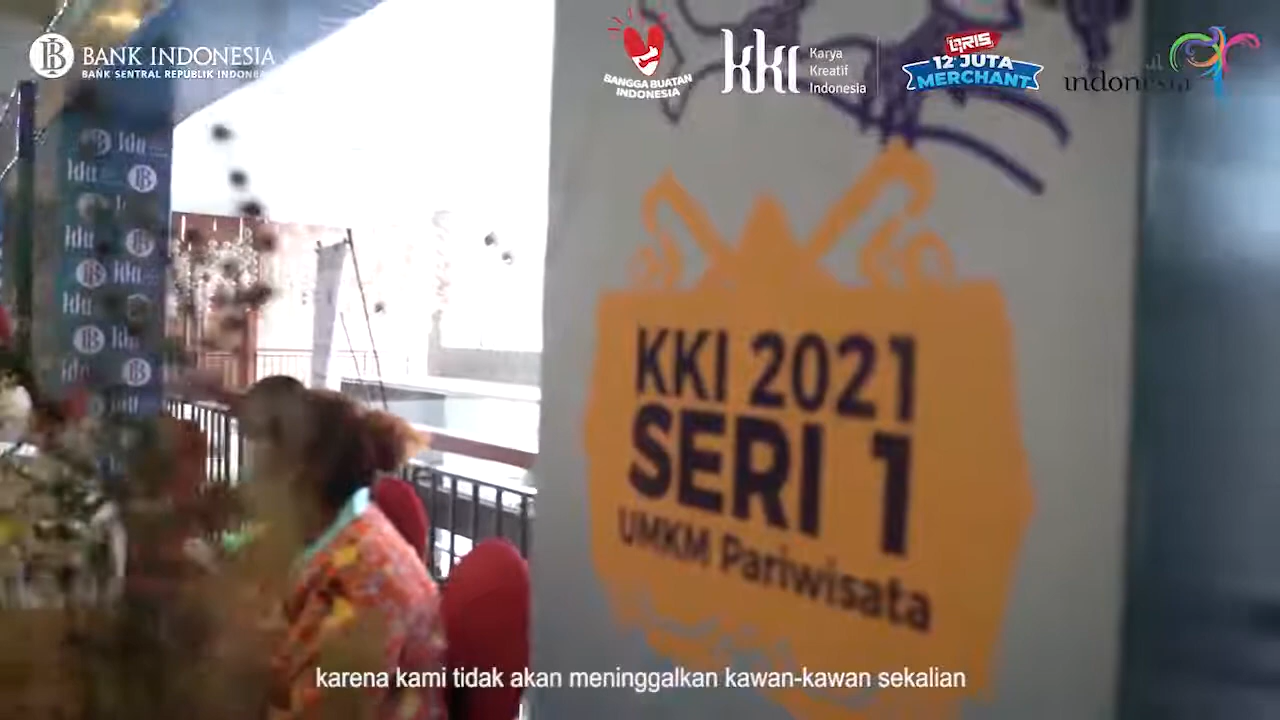 BANK INDONESIA
BANK SENTRAL REPUBLIK INDONESIA
BANGGA BUATAN
INDONESIA
kki
Karya
Kreatif
Indonesia
QRIS
12 JUTA
MERCHANT
indonesia
KKI 2021
SERI 1
UMKM Pariwisata
karena kami tidak akan meninggalkan kawan-kawan sekalian